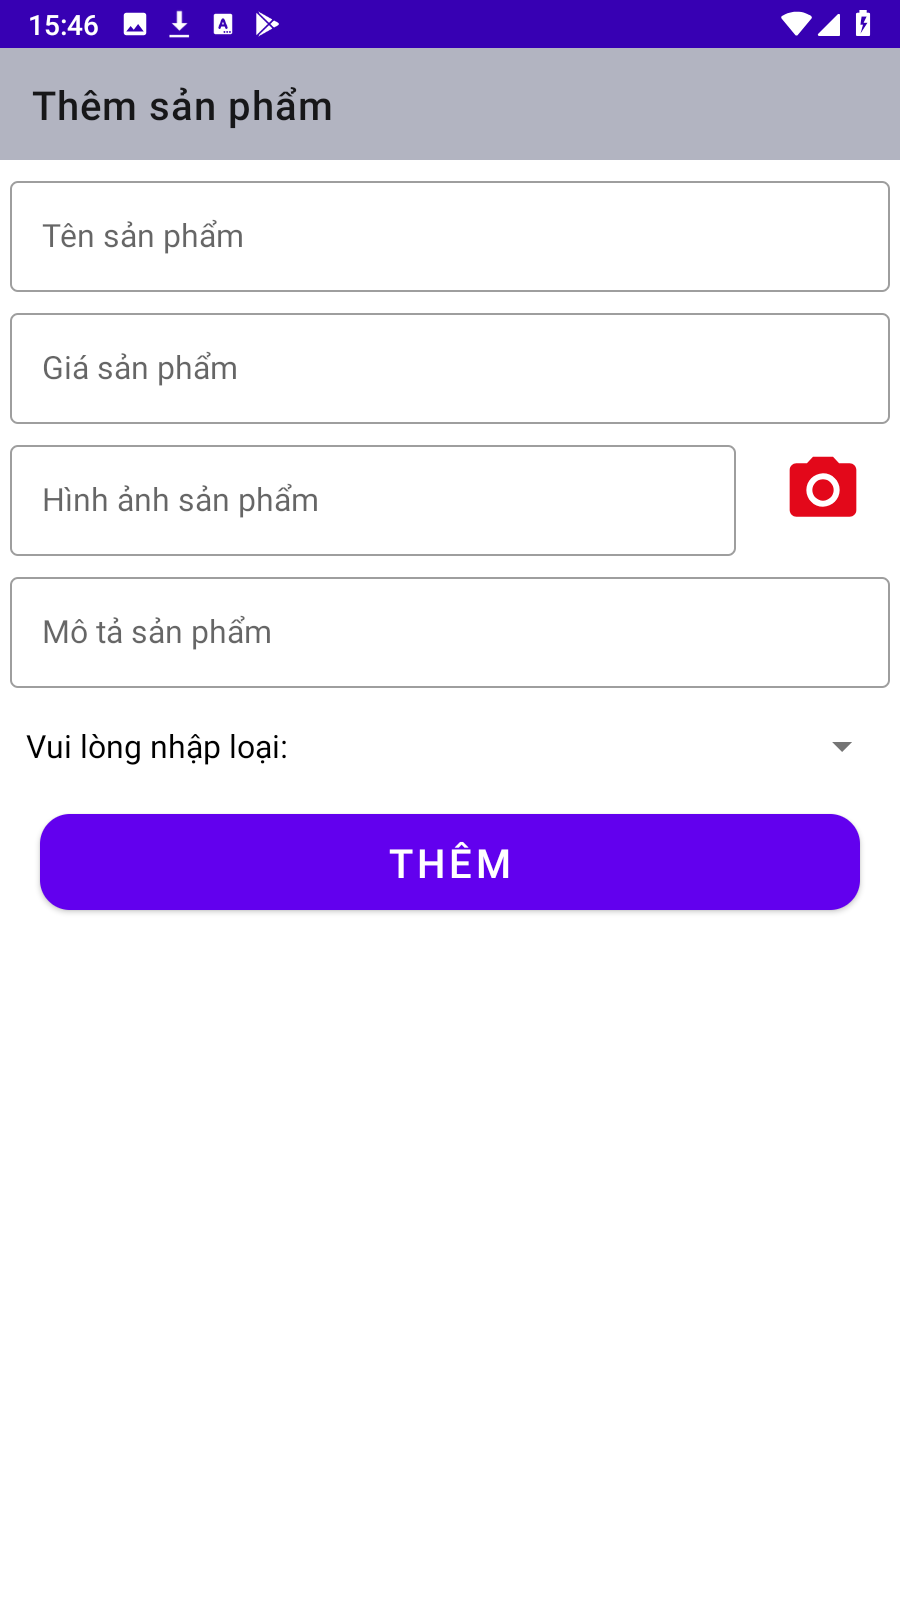 15:46
Thêm sản phẩm
Tên sản phẩm
Giá sản phẩm
Hình ảnh sản phẩm
Mô tả sản phẩm
Vui lòng nhập loại:
THÊM